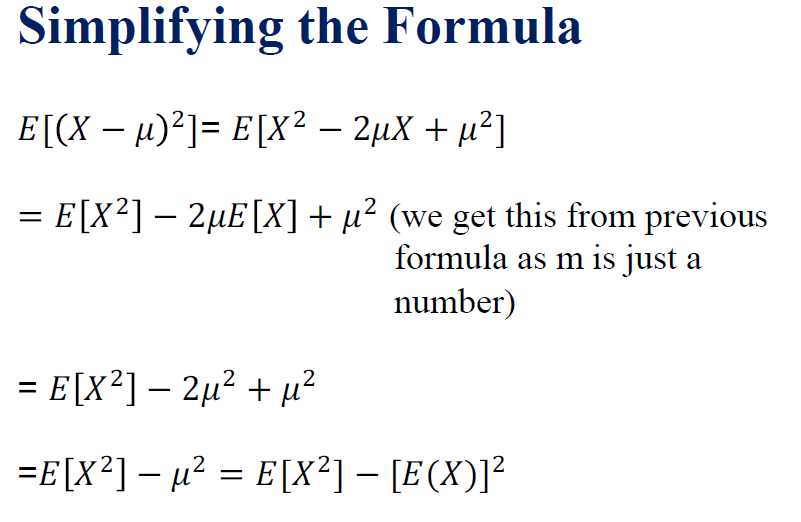 Simplifying the Formula
E[(X − μ)²]= E[X² − 2μX + μ²]
= E[X²] − 2μE[X] + μ² (we get this from previous
formula as m is just a
number)
= E[X²] − 2μ² + μ²
=E[X²] − μ² = E[X²] − [E(X)]²